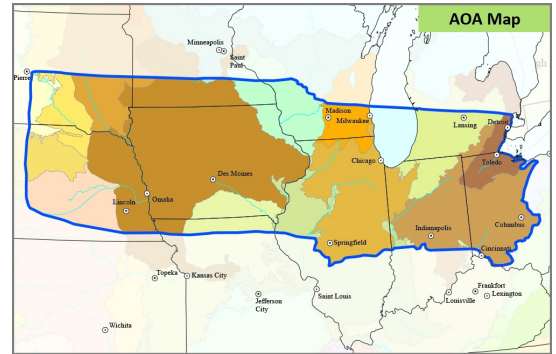 AOA Map
Minneapolis
Saint
Paul
Pierre
Madison
Milwaukee
Lansing
Detroit
Chicago
Toledo
Des Moines
Omaha
Lincoln
Columbus
Indianapolis
Springfield
Cincinnati
Topeka
Kansas City
Jefferson
City
Saint Louis
Frankfort
Lexington
Louisville
Wichita